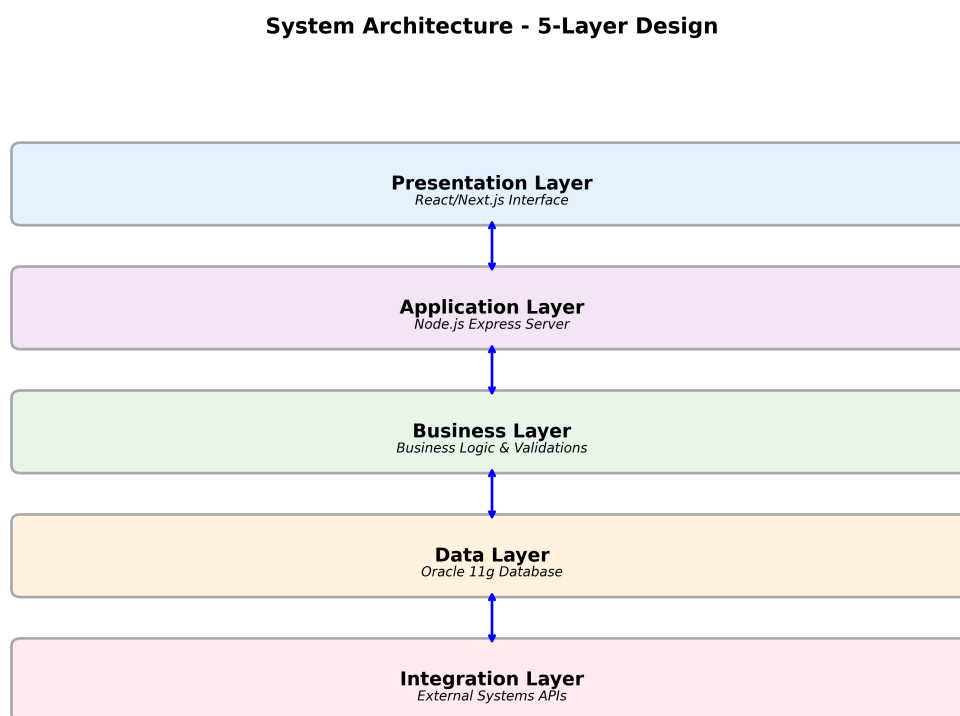 System Architecture - 5-Layer Design
Presentation Layer
React/Next.js Interface
Application Layer
Node.js Express Server
Business Layer
Business Logic & Validations
Data Layer
Oracle 11g Database
Integration Layer
External Systems APIs